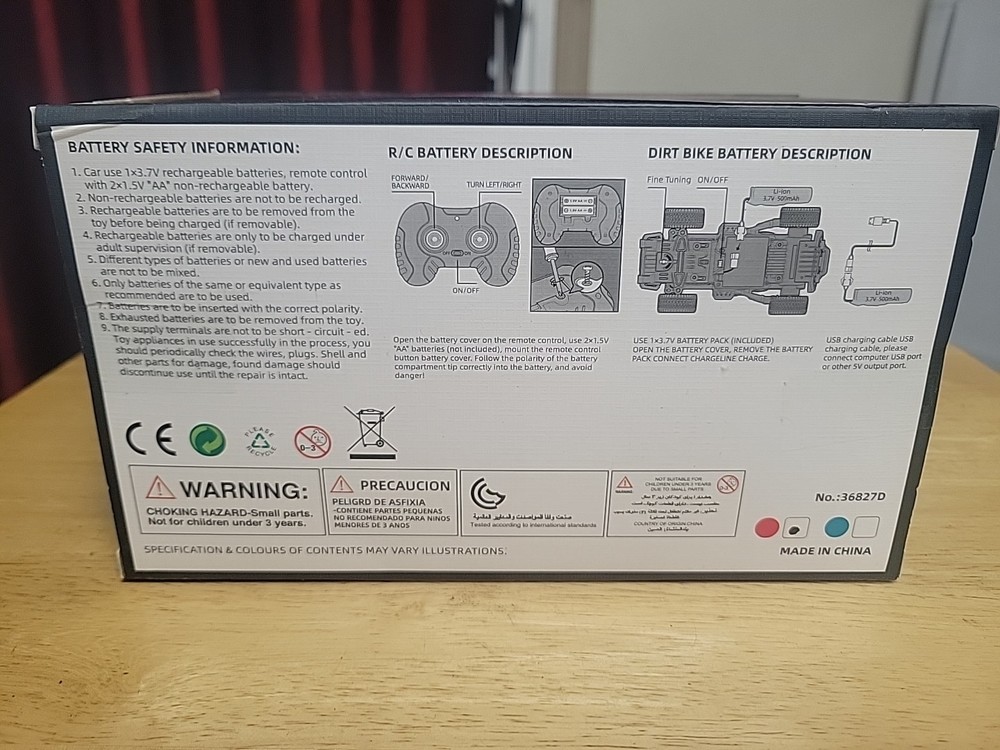 BATTERY SAFETY INFORMATION:
1. Car use 1×3.7V rechargeable batteries, remote control
with 2×1.5V "AA" non-rechargeable battery.
2. Non-rechargeable batteries are not to be recharged.
3. Rechargeable batteries are to be removed from the
toy before being charged (if removable).
4. Rechargeable batteries are only to be charged under
adult supervision (if removable).
5. Different types of batteries or new and used batteries
are not to be mixed.
6. Only batteries of the same or equivalent type as
recommended are to be used.
7. Batteries are to be inserted with the correct polarity.
8. Exhausted batteries are to be removed from the toy.
9. The supply terminals are not to be short - circuit - ed.
Toy appliances in use successfully in the process, you
should periodically check the wires, plugs. Shell and
other parts for damage, found damage should
discontinue use until the repair is intact.
R/C BATTERY DESCRIPTION
FORWARD/
BACKWARD
TURN LEFT/RIGHT
OFF ON
ON/OFF
Open the battery cover on the remote control, use 2×1.5V
"AA" batteries (not included), mount the remote control
button battery cover. Follow the polarity of the battery
compartment tip correctly into the battery, and avoid
danger!
DIRT BIKE BATTERY DESCRIPTION
Fine Tuning ON/OFF
Li-ion
3.7V 500mAh
Li-ion
3.7V 500mAh
USE 1×3.7V BATTERY PACK (INCLUDED)
OPEN THE BATTERY COVER, REMOVE THE BATTERY
PACK CONNECT CHARGELINE CHARGE.
USB charging cable USB
charging cable, please
connect computer USB port
or other 5V output port.
CE
PLEASE
RECYCLE
0-3
WARNING:
CHOKING HAZARD-Small parts.
Not for children under 3 years.
PRECAUCION
PELIGRD DE ASFIXIA
-CONTIENE PARTES PEQUENAS
NO RECOMENDADO PARA NINOS
MENORES DE 3 ANOS
Tested according to international standards
WARNING
NOT SUITABLE FOR
CHILDREN UNDER 3 YEARS
DUE TO SMALL PARTS
COUNTRY OF ORIGIN:CHINA
No.:36827D
SPECIFICATION & COLOURS OF CONTENTS MAY VARY ILLUSTRATIONS.
MADE IN CHINA